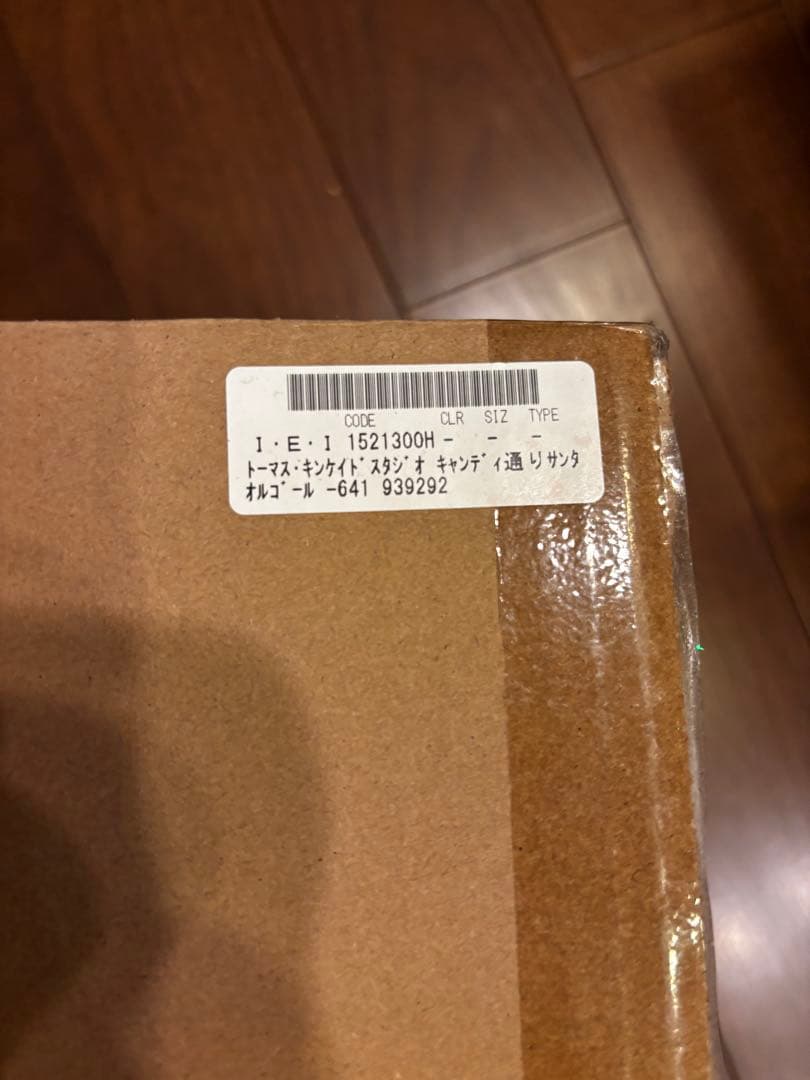 CODE CLR SIZ TYPE
I・E・I 1521300H - - -
ﾄｰﾏｽ･ｷﾝｹｲﾄﾞｽﾀｼﾞｵ ｷｬﾝﾃﾞｨ通りｻﾝﾀ
ｵﾙｺﾞｰﾙ -641 939292